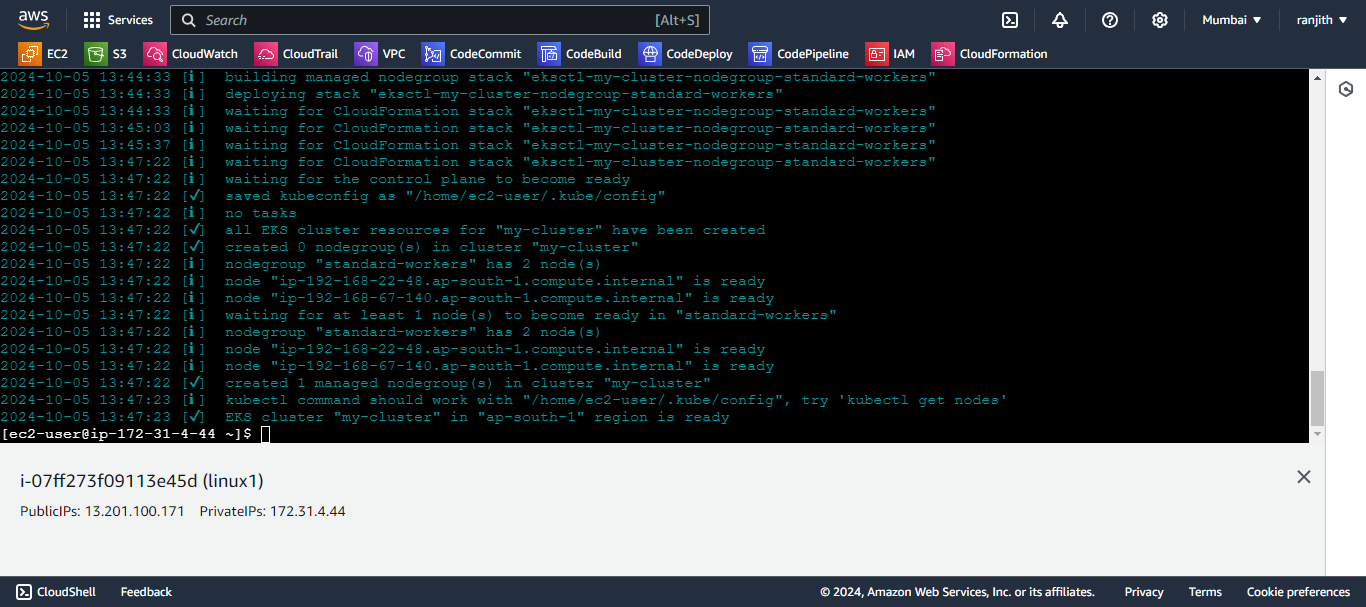 aws Services Search [Alt+S] Mumbai ▼ ranjith ▼
EC2 S3 CloudWatch CloudTrail VPC CodeCommit CodeBuild CodeDeploy CodePipeline IAM CloudFormation
2024-10-05 13:44:33 [ℹ] building managed nodegroup stack "eksctl-my-cluster-nodegroup-standard-workers"
2024-10-05 13:44:33 [ℹ] deploying stack "eksctl-my-cluster-nodegroup-standard-workers"
2024-10-05 13:44:33 [ℹ] waiting for CloudFormation stack "eksctl-my-cluster-nodegroup-standard-workers"
2024-10-05 13:45:03 [ℹ] waiting for CloudFormation stack "eksctl-my-cluster-nodegroup-standard-workers"
2024-10-05 13:45:37 [ℹ] waiting for CloudFormation stack "eksctl-my-cluster-nodegroup-standard-workers"
2024-10-05 13:47:22 [ℹ] waiting for CloudFormation stack "eksctl-my-cluster-nodegroup-standard-workers"
2024-10-05 13:47:22 [ℹ] waiting for the control plane to become ready
2024-10-05 13:47:22 [✓] saved kubeconfig as "/home/ec2-user/.kube/config"
2024-10-05 13:47:22 [ℹ] no tasks
2024-10-05 13:47:22 [✓] all EKS cluster resources for "my-cluster" have been created
2024-10-05 13:47:22 [✓] created 0 nodegroup(s) in cluster "my-cluster"
2024-10-05 13:47:22 [ℹ] nodegroup "standard-workers" has 2 node(s)
2024-10-05 13:47:22 [ℹ] node "ip-192-168-22-48.ap-south-1.compute.internal" is ready
2024-10-05 13:47:22 [ℹ] node "ip-192-168-67-140.ap-south-1.compute.internal" is ready
2024-10-05 13:47:22 [ℹ] waiting for at least 1 node(s) to become ready in "standard-workers"
2024-10-05 13:47:22 [ℹ] nodegroup "standard-workers" has 2 node(s)
2024-10-05 13:47:22 [ℹ] node "ip-192-168-22-48.ap-south-1.compute.internal" is ready
2024-10-05 13:47:22 [ℹ] node "ip-192-168-67-140.ap-south-1.compute.internal" is ready
2024-10-05 13:47:22 [✓] created 1 managed nodegroup(s) in cluster "my-cluster"
2024-10-05 13:47:23 [ℹ] kubectl command should work with "/home/ec2-user/.kube/config", try 'kubectl get nodes'
2024-10-05 13:47:23 [✓] EKS cluster "my-cluster" in "ap-south-1" region is ready
[ec2-user@ip-172-31-4-44 ~]$
i-07ff273f09113e45d (linux1)
PublicIPs: 13.201.100.171 PrivateIPs: 172.31.4.44
CloudShell Feedback © 2024, Amazon Web Services, Inc. or its affiliates. Privacy Terms Cookie preferences